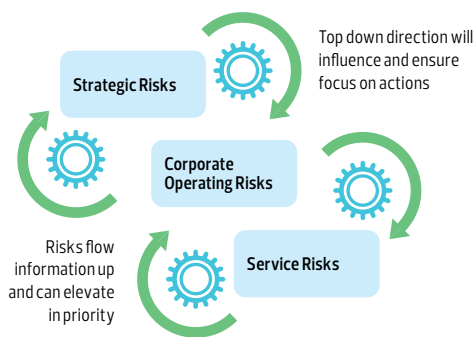 Top down direction will
influence and ensure
focus on actions
Strategic Risks
Corporate
Operating Risks
Service Risks
Risks flow
information up
and can elevate
in priority